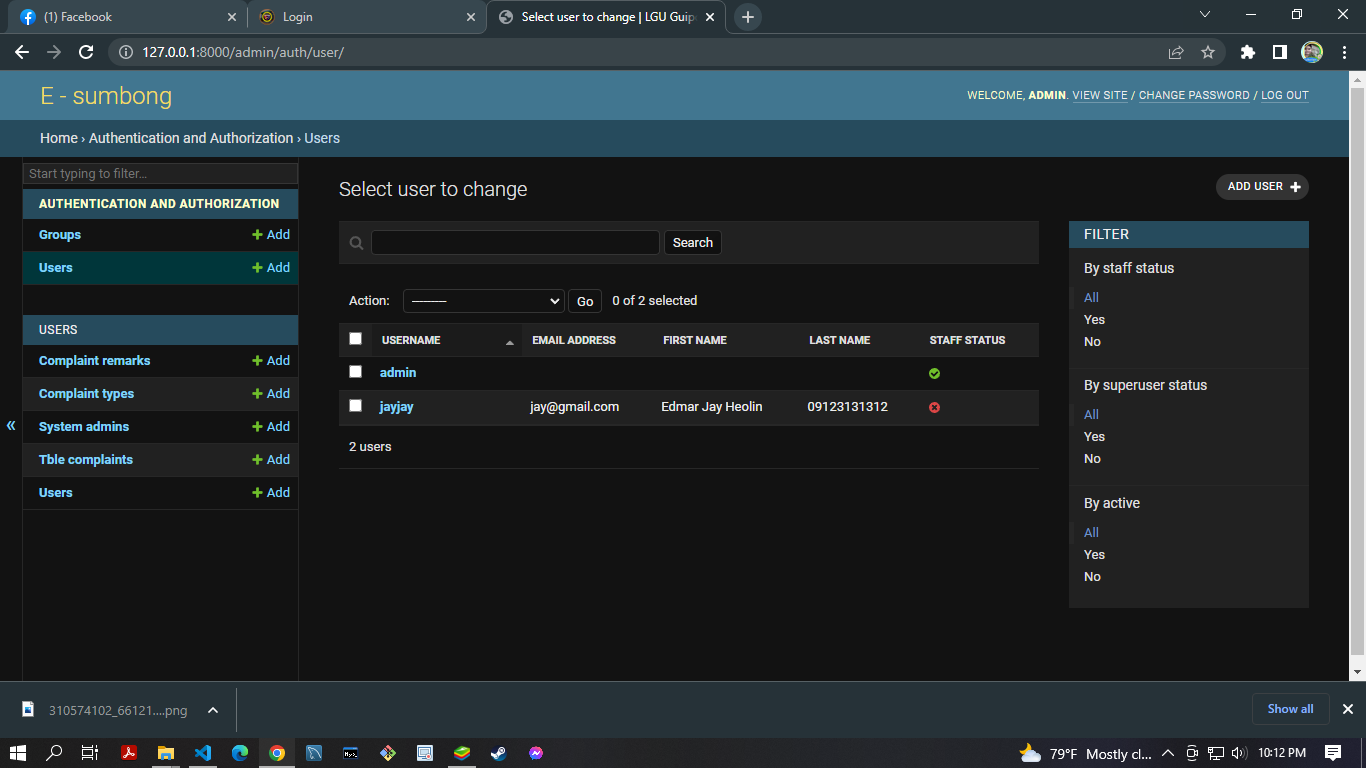 (1) Facebook
Login
Select user to change | LGU Guip
127.0.0.1:8000/admin/auth/user/
E - sumbong
WELCOME, ADMIN. VIEW SITE / CHANGE PASSWORD / LOG OUT
Home › Authentication and Authorization › Users
Start typing to filter...
AUTHENTICATION AND AUTHORIZATION
Groups + Add
Users + Add
USERS
Complaint remarks + Add
Complaint types + Add
System admins + Add
Tble complaints + Add
Users + Add
«
Select user to change
ADD USER +
Search
Action: --------- Go 0 of 2 selected
USERNAME EMAIL ADDRESS FIRST NAME LAST NAME STAFF STATUS
admin
jayjay jay@gmail.com Edmar Jay Heolin 09123131312
2 users
FILTER
By staff status
All
Yes
No
By superuser status
All
Yes
No
By active
All
Yes
No
310574102_66121....png
Show all
79°F Mostly cl... 10:12 PM